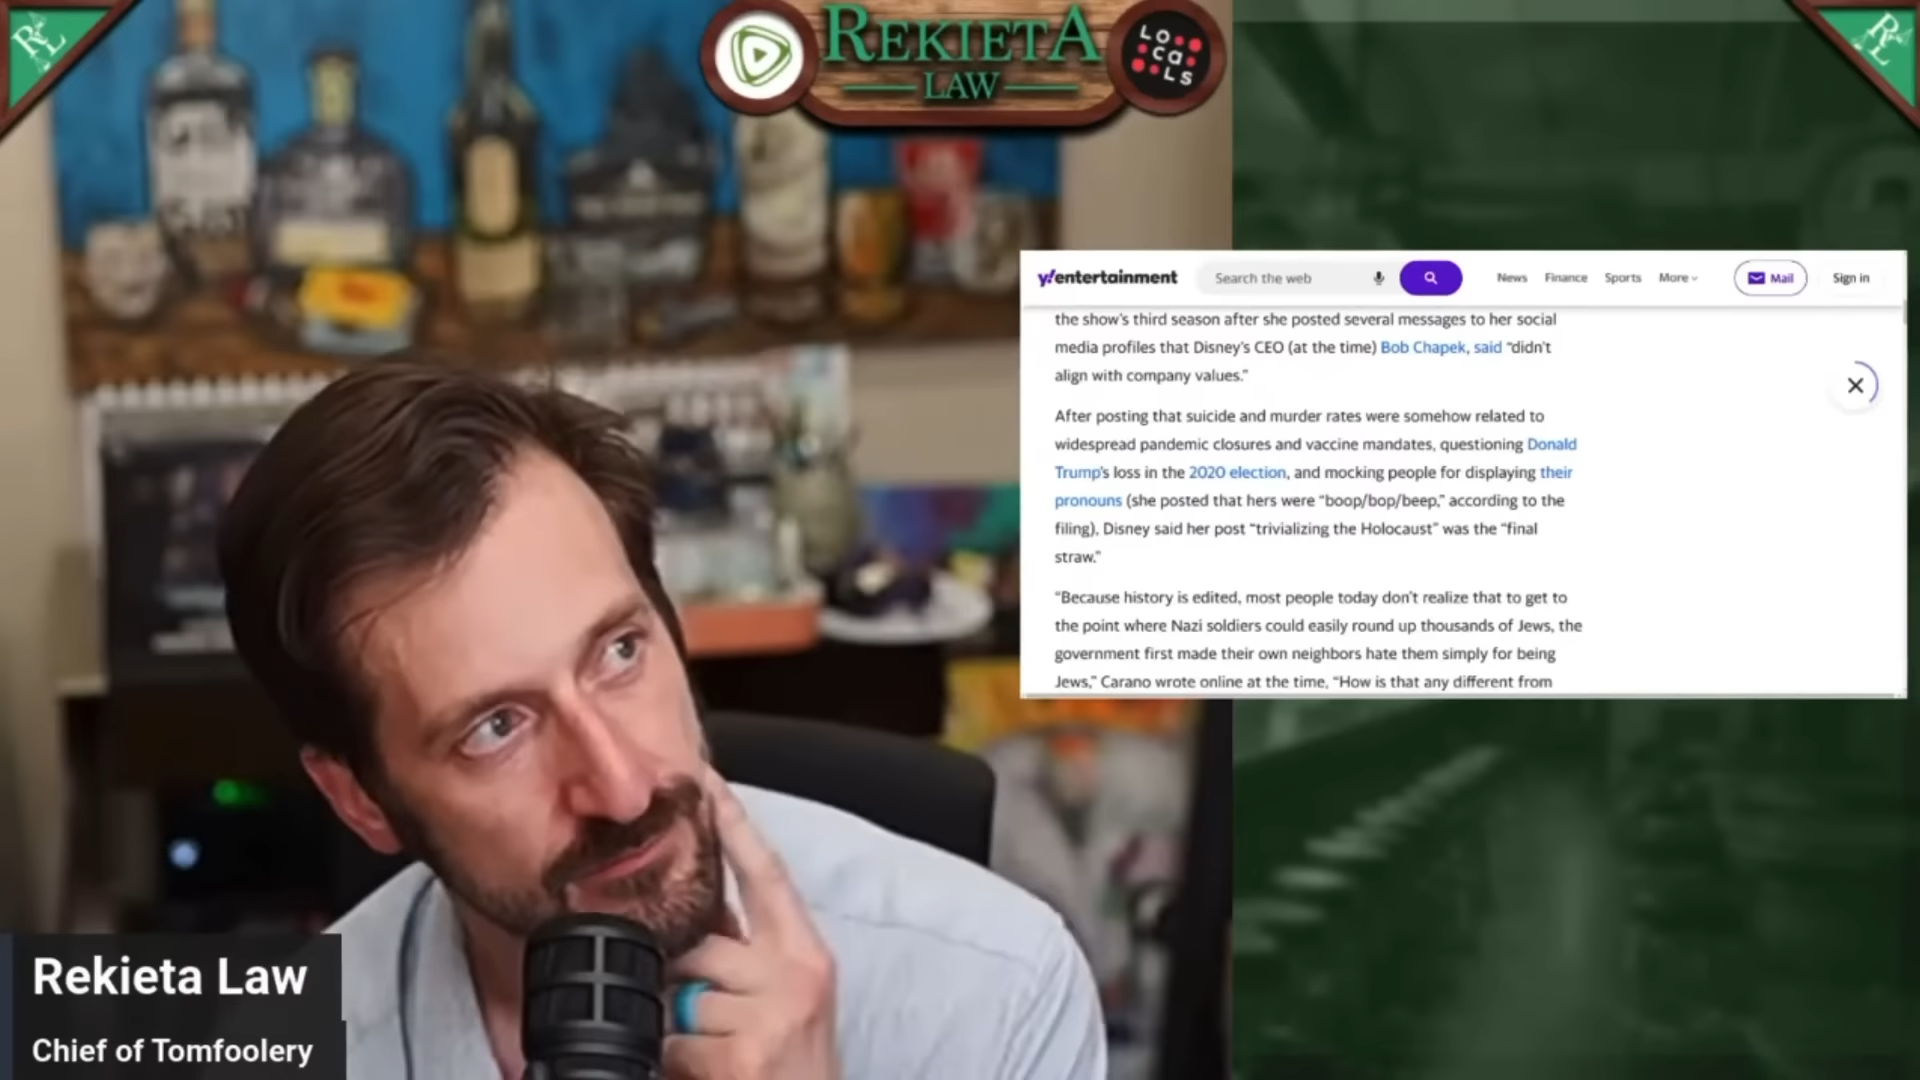 REKIETA
LAW
LOCALS
RL
RL
y!entertainment
Search the web
News
Finance
Sports
More
Mail
Sign in
the show's third season after she posted several messages to her social
media profiles that Disney's CEO (at the time) Bob Chapek, said “didn't
align with company values.”
After posting that suicide and murder rates were somehow related to
widespread pandemic closures and vaccine mandates, questioning Donald
Trump's loss in the 2020 election, and mocking people for displaying their
pronouns (she posted that hers were “boop/bop/beep,” according to the
filing), Disney said her post “trivializing the Holocaust” was the “final
straw.”
“Because history is edited, most people today don't realize that to get to
the point where Nazi soldiers could easily round up thousands of Jews, the
government first made their own neighbors hate them simply for being
Jews,” Carano wrote online at the time, “How is that any different from
Rekieta Law
Chief of Tomfoolery